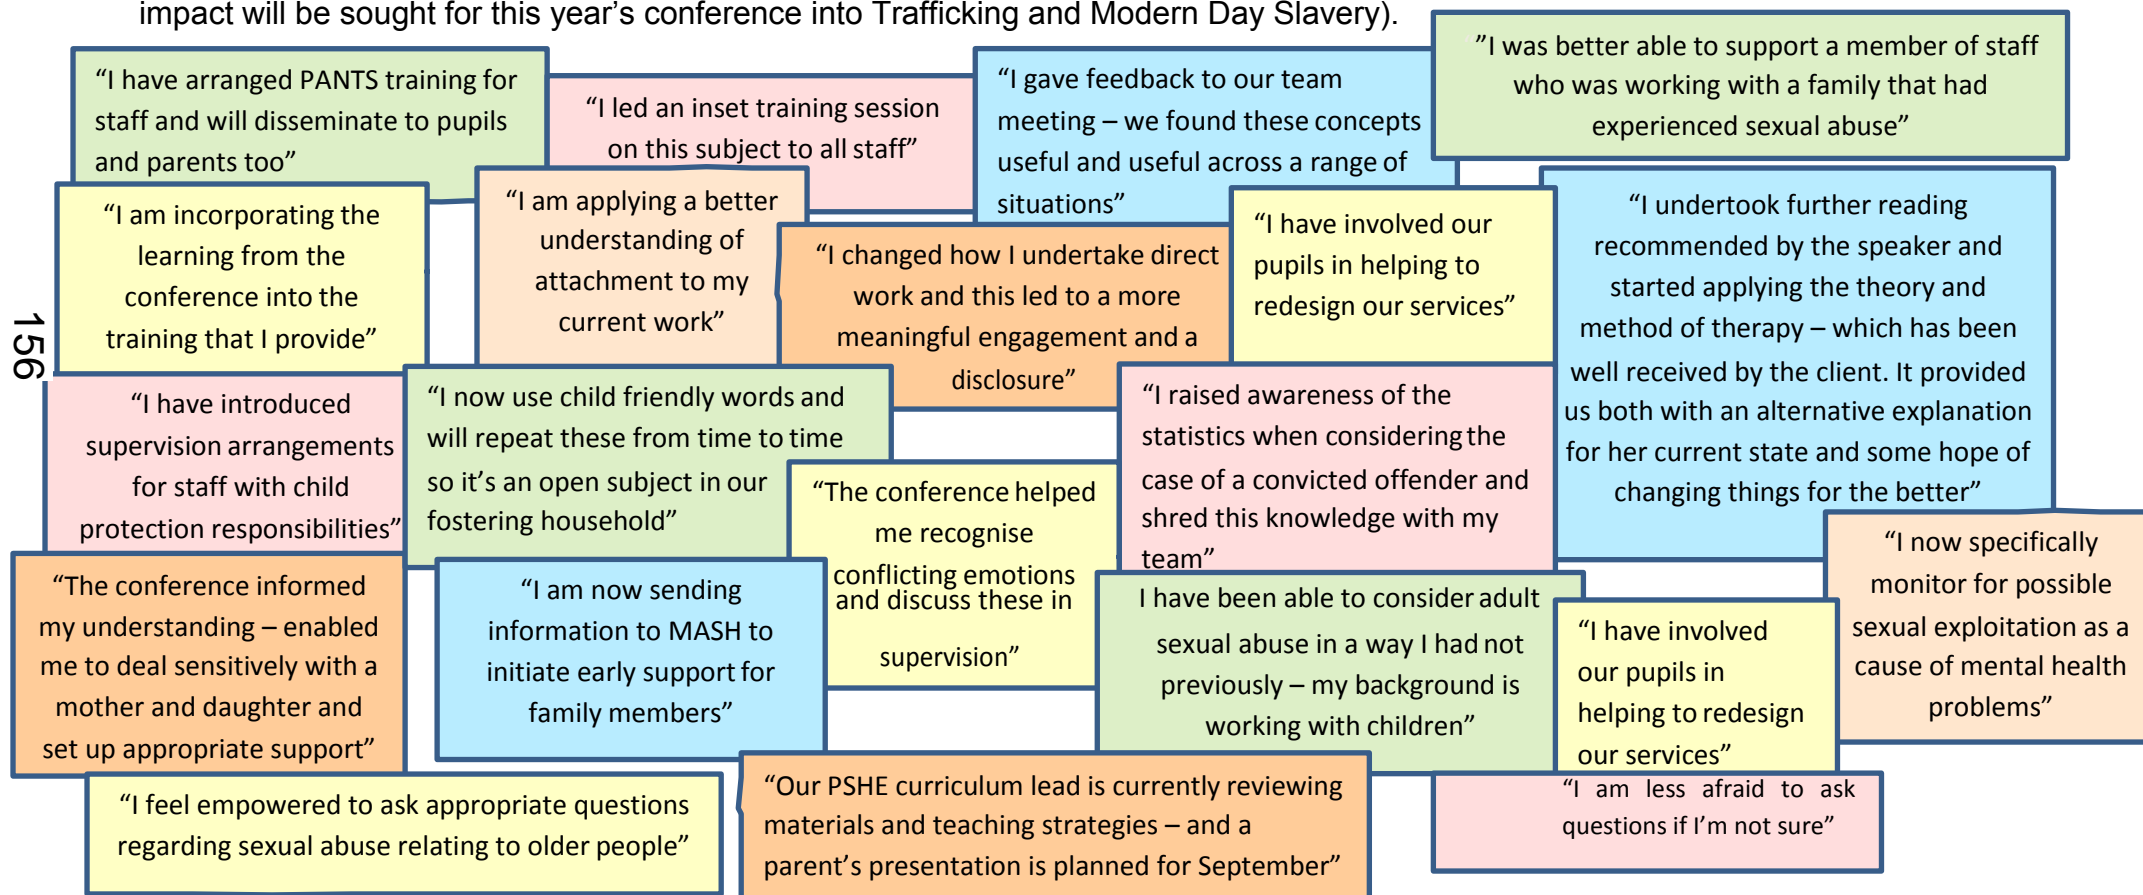 impact will be sought for this year’s conference into Trafficking and Modern Day Slavery).
“I have arranged PANTS training for
staff and will disseminate to pupils
and parents too”
“I led an inset training session
on this subject to all staff”
“I gave feedback to our team
meeting – we found these concepts
useful and useful across a range of
situations”
”I was better able to support a member of staff
who was working with a family that had
experienced sexual abuse”
“I am incorporating the
learning from the
conference into the
training that I provide”
“I am applying a better
understanding of
attachment to my
current work”
“I changed how I undertake direct
work and this led to a more
meaningful engagement and a
disclosure”
“I have involved our
pupils in helping to
redesign our services”
“I undertook further reading
recommended by the speaker and
started applying the theory and
method of therapy – which has been
well received by the client. It provided
us both with an alternative explanation
for her current state and some hope of
changing things for the better”
156
“I have introduced
supervision arrangements
for staff with child
protection responsibilities”
“I now use child friendly words and
will repeat these from time to time
so it’s an open subject in our
fostering household”
“The conference helped
me recognise
conflicting emotions
and discuss these in
supervision”
“I raised awareness of the
statistics when considering the
case of a convicted offender and
shred this knowledge with my
team”
“I now specifically
monitor for possible
sexual exploitation as a
cause of mental health
problems”
“The conference informed
my understanding – enabled
me to deal sensitively with a
mother and daughter and
set up appropriate support”
“I am now sending
information to MASH to
initiate early support for
family members”
I have been able to consider adult
sexual abuse in a way I had not
previously – my background is
working with children”
“I have involved
our pupils in
helping to redesign
our services”
“I feel empowered to ask appropriate questions
regarding sexual abuse relating to older people”
“Our PSHE curriculum lead is currently reviewing
materials and teaching strategies – and a
parent’s presentation is planned for September”
“I am less afraid to ask
questions if I’m not sure”